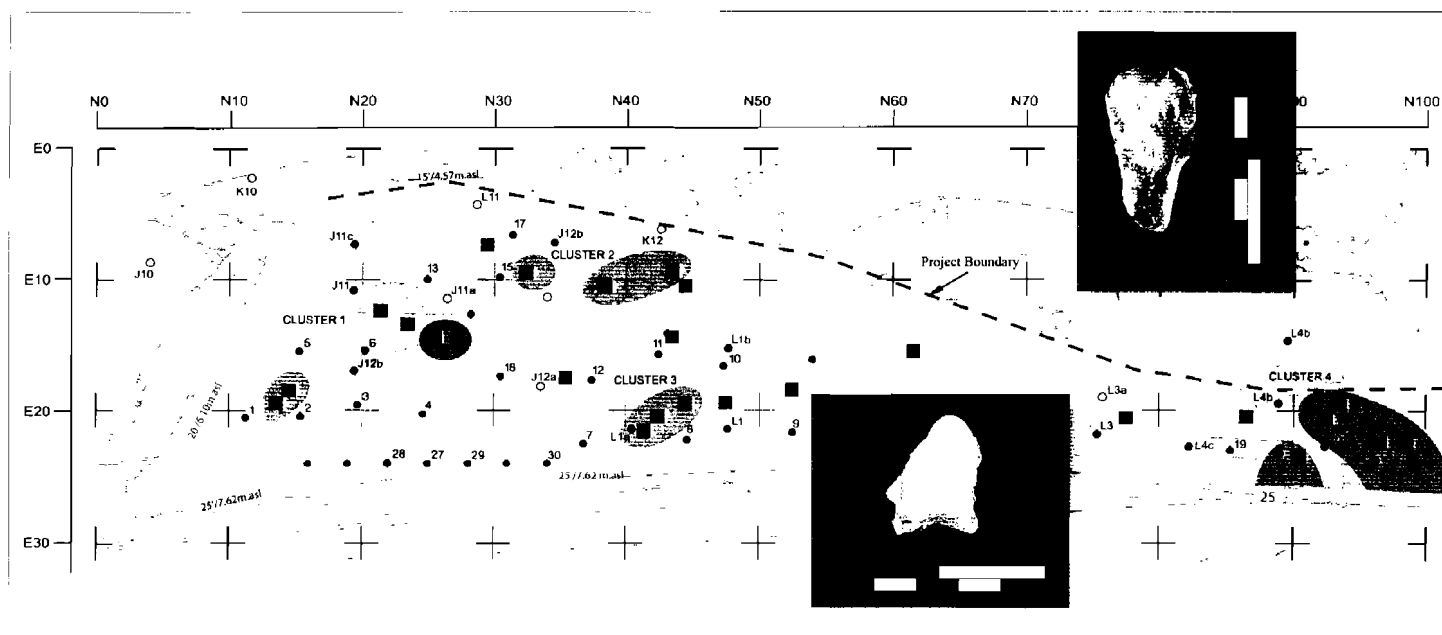 N0 N10 N20 N30 N40 N50 N60 N70 N100
E0
15'/4.57m.asl
K10
L11
17
J12b
K12
J11c
CLUSTER 2
J10
13
15
Project Boundary
E10
J11
J11a
CLUSTER 1
L4b
5
6
11
L1b
10
J12b
18
J12a
12
CLUSTER 3
CLUSTER 4
L3a
L4b
3
4
1
2
E20
L1a
8
L1
9
L3
7
L4c
19
20'/6.10m.asl
28
27
29
30
25'/7.62m.asl
25'/7.62m.asl
25
E30